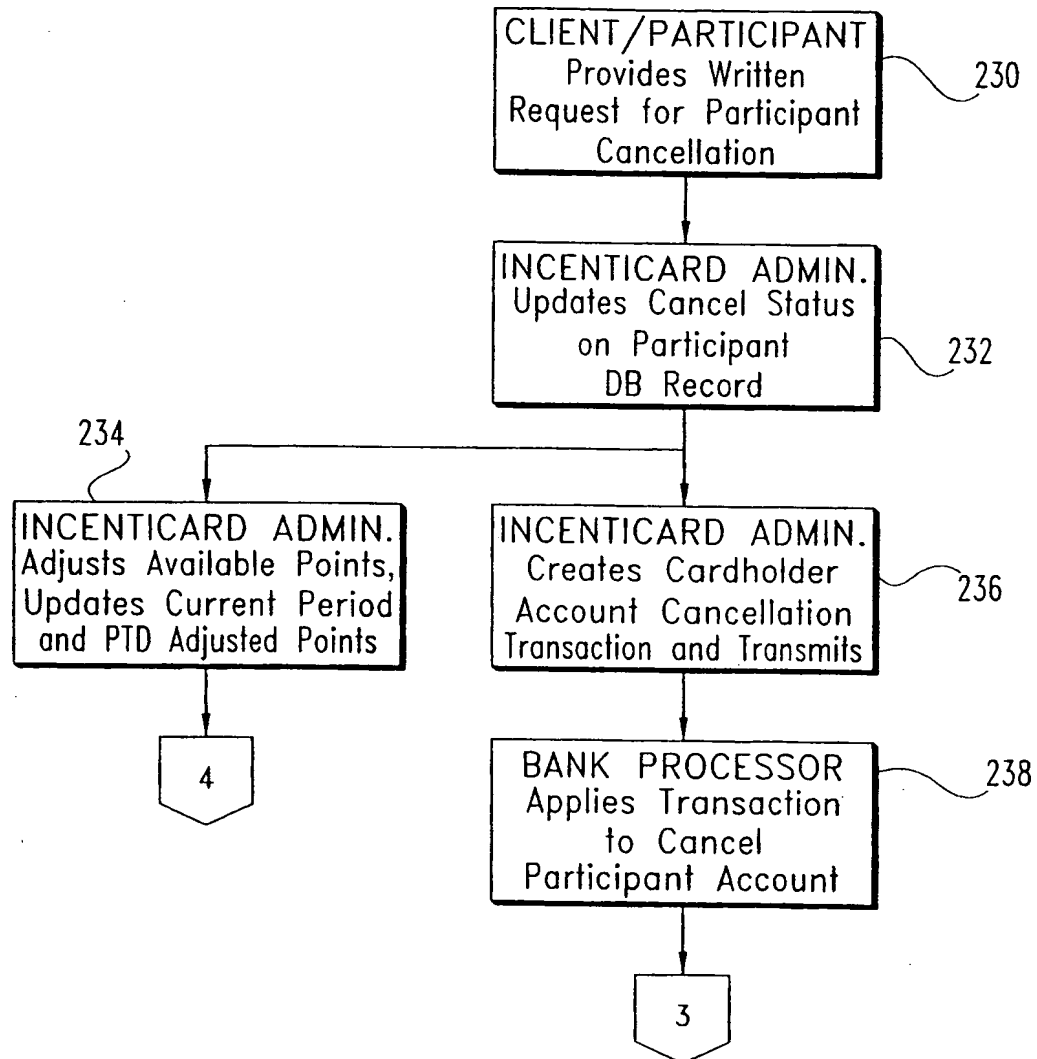 CLIENT/PARTICIPANT
Provides Written
Request for Participant
Cancellation
230
INCENTICARD ADMIN.
Updates Cancel Status
on Participant
DB Record
232
234
INCENTICARD ADMIN.
Adjusts Available Points,
Updates Current Period
and PTD Adjusted Points
INCENTICARD ADMIN.
Creates Cardholder
Account Cancellation
Transaction and Transmits
236
4
BANK PROCESSOR
Applies Transaction
to Cancel
Participant Account
238
3